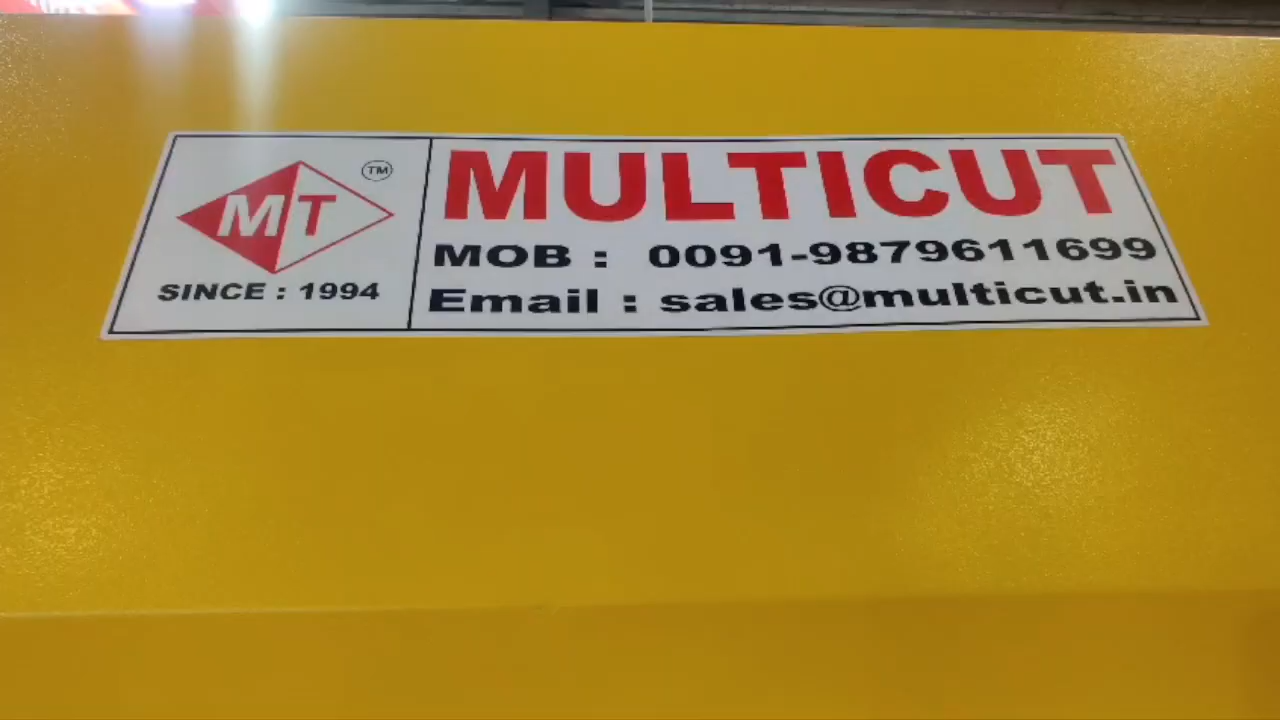 MT
TM
SINCE : 1994
MULTICUT
MOB : 0091-9879611699
Email : sales@multicut.in